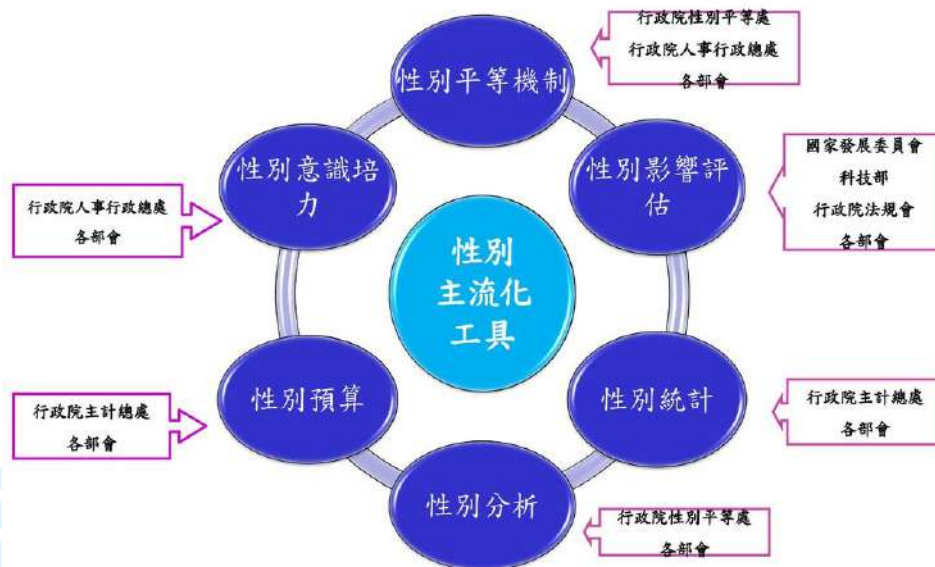 行政院性別平等處
行政院人事行政總處
各部會
性別平等機制
性別意識培
力
性別影響評
估
國家發展委員會
科技部
行政院法規會
各部會
行政院人事行政總處
各部會
性別
主流化
工具
性別預算
性別統計
行政院主計總處
各部會
行政院主計總處
各部會
性別分析
行政院性別平等處
各部會